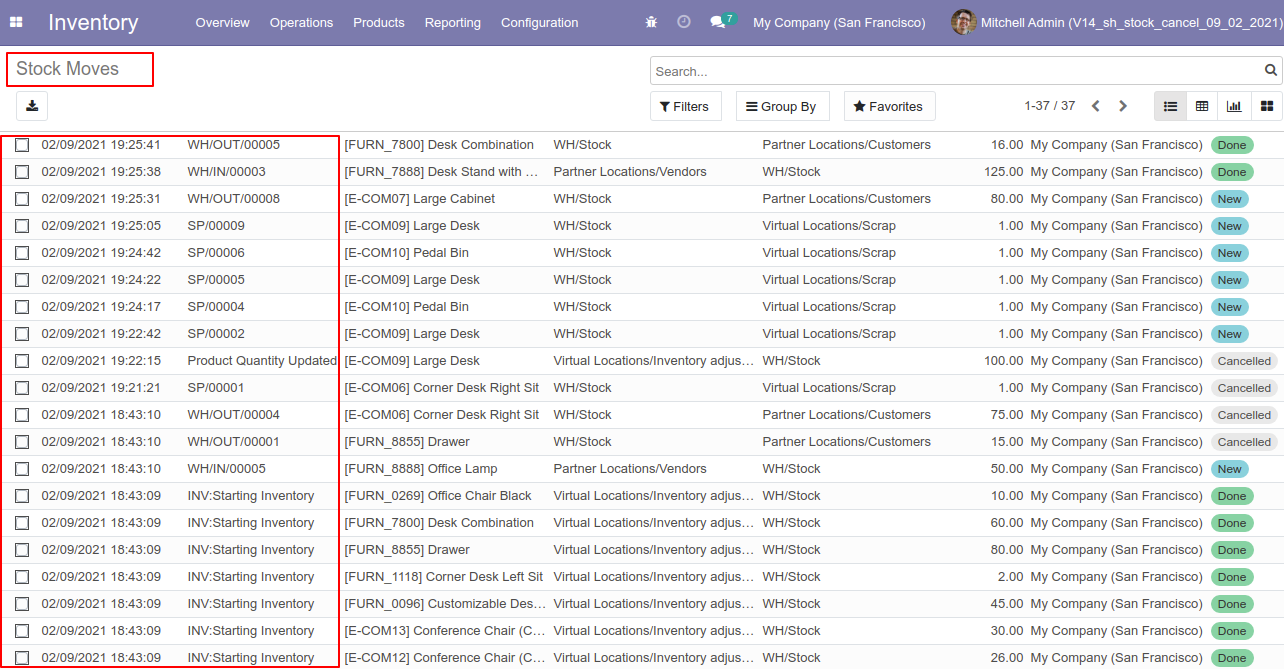 Inventory Overview Operations Products Reporting Configuration 7 My Company (San Francisco) Mitchell Admin (V14_sh_stock_cancel_09_02_2021)
Stock Moves
Search...
Filters Group By Favorites 1-37 / 37
02/09/2021 19:25:41 WH/OUT/00005 [FURN_7800] Desk Combination WH/Stock Partner Locations/Customers 16.00 My Company (San Francisco) Done
02/09/2021 19:25:38 WH/IN/00003 [FURN_7888] Desk Stand with ... Partner Locations/Vendors WH/Stock 125.00 My Company (San Francisco) Done
02/09/2021 19:25:31 WH/OUT/00008 [E-COM07] Large Cabinet WH/Stock Partner Locations/Customers 80.00 My Company (San Francisco) New
02/09/2021 19:25:05 SP/00009 [E-COM09] Large Desk WH/Stock Virtual Locations/Scrap 1.00 My Company (San Francisco) New
02/09/2021 19:24:42 SP/00006 [E-COM10] Pedal Bin WH/Stock Virtual Locations/Scrap 1.00 My Company (San Francisco) New
02/09/2021 19:24:22 SP/00005 [E-COM09] Large Desk WH/Stock Virtual Locations/Scrap 1.00 My Company (San Francisco) New
02/09/2021 19:24:17 SP/00004 [E-COM10] Pedal Bin WH/Stock Virtual Locations/Scrap 1.00 My Company (San Francisco) New
02/09/2021 19:22:42 SP/00002 [E-COM09] Large Desk WH/Stock Virtual Locations/Scrap 1.00 My Company (San Francisco) New
02/09/2021 19:22:15 Product Quantity Updated [E-COM09] Large Desk Virtual Locations/Inventory adjus... WH/Stock 100.00 My Company (San Francisco) Cancelled
02/09/2021 19:21:21 SP/00001 [E-COM06] Corner Desk Right Sit WH/Stock Virtual Locations/Scrap 1.00 My Company (San Francisco) Cancelled
02/09/2021 18:43:10 WH/OUT/00004 [E-COM06] Corner Desk Right Sit WH/Stock Partner Locations/Customers 75.00 My Company (San Francisco) Cancelled
02/09/2021 18:43:10 WH/OUT/00001 [FURN_8855] Drawer WH/Stock Partner Locations/Customers 15.00 My Company (San Francisco) Cancelled
02/09/2021 18:43:10 WH/IN/00005 [FURN_8888] Office Lamp Partner Locations/Vendors WH/Stock 50.00 My Company (San Francisco) New
02/09/2021 18:43:09 INV:Starting Inventory [FURN_0269] Office Chair Black Virtual Locations/Inventory adjus... WH/Stock 10.00 My Company (San Francisco) Done
02/09/2021 18:43:09 INV:Starting Inventory [FURN_7800] Desk Combination Virtual Locations/Inventory adjus... WH/Stock 60.00 My Company (San Francisco) Done
02/09/2021 18:43:09 INV:Starting Inventory [FURN_8855] Drawer Virtual Locations/Inventory adjus... WH/Stock 80.00 My Company (San Francisco) Done
02/09/2021 18:43:09 INV:Starting Inventory [FURN_1118] Corner Desk Left Sit Virtual Locations/Inventory adjus... WH/Stock 2.00 My Company (San Francisco) Done
02/09/2021 18:43:09 INV:Starting Inventory [FURN_0096] Customizable Des... Virtual Locations/Inventory adjus... WH/Stock 45.00 My Company (San Francisco) Done
02/09/2021 18:43:09 INV:Starting Inventory [E-COM13] Conference Chair (C... Virtual Locations/Inventory adjus... WH/Stock 30.00 My Company (San Francisco) Done
02/09/2021 18:43:09 INV:Starting Inventory [E-COM12] Conference Chair (C... Virtual Locations/Inventory adjus... WH/Stock 26.00 My Company (San Francisco) Done